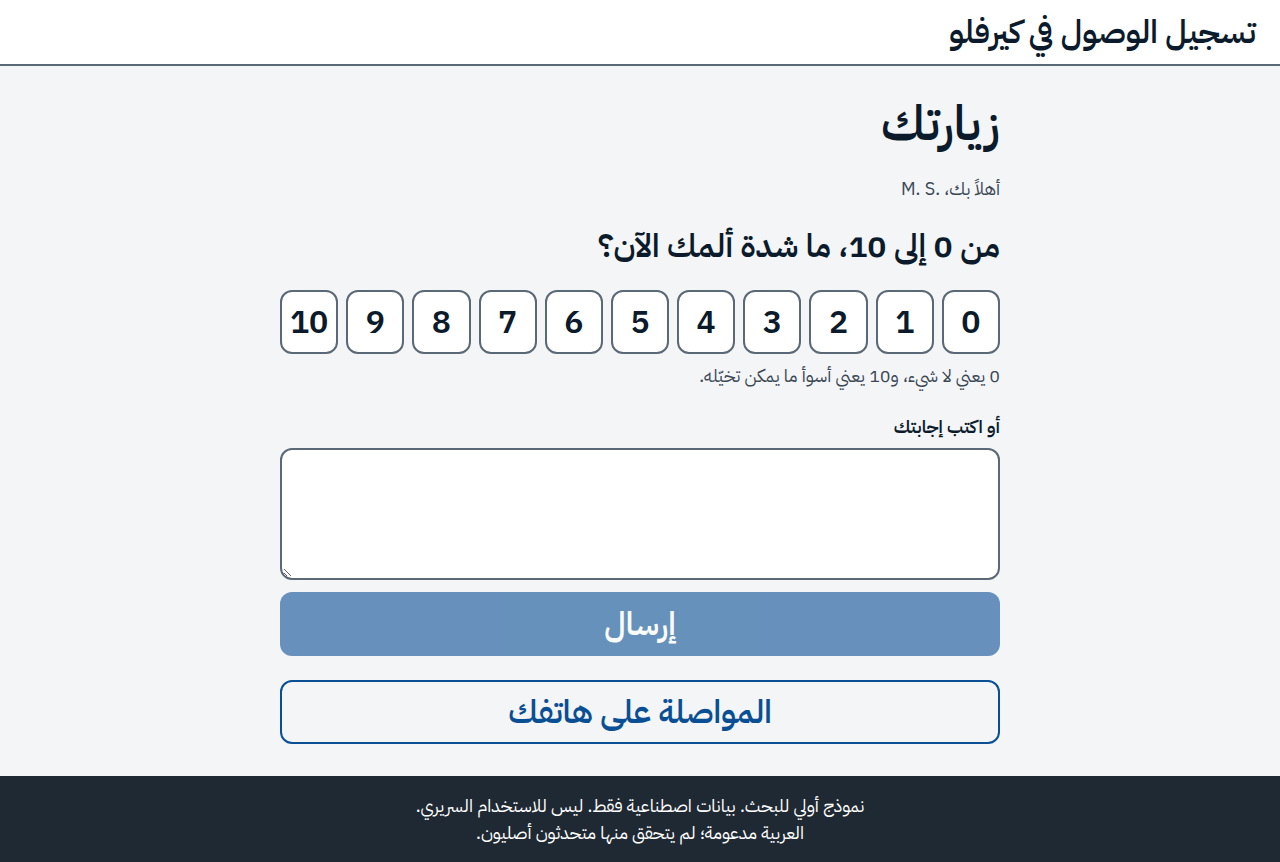 تسجيل الوصول في كيرفلو
زيارتك
أهلاً بك، M. S.
من 0 إلى 10، ما شدة ألمك الآن؟
0 1 2 3 4 5 6 7 8 9 10
0 يعني لا شيء، و10 يعني أسوأ ما يمكن تخيّله.
أو اكتب إجابتك
إرسال
المواصلة على هاتفك
نموذج أولي للبحث. بيانات اصطناعية فقط. ليس للاستخدام السريري.
العربية مدعومة؛ لم يتحقق منها متحدثون أصليون.